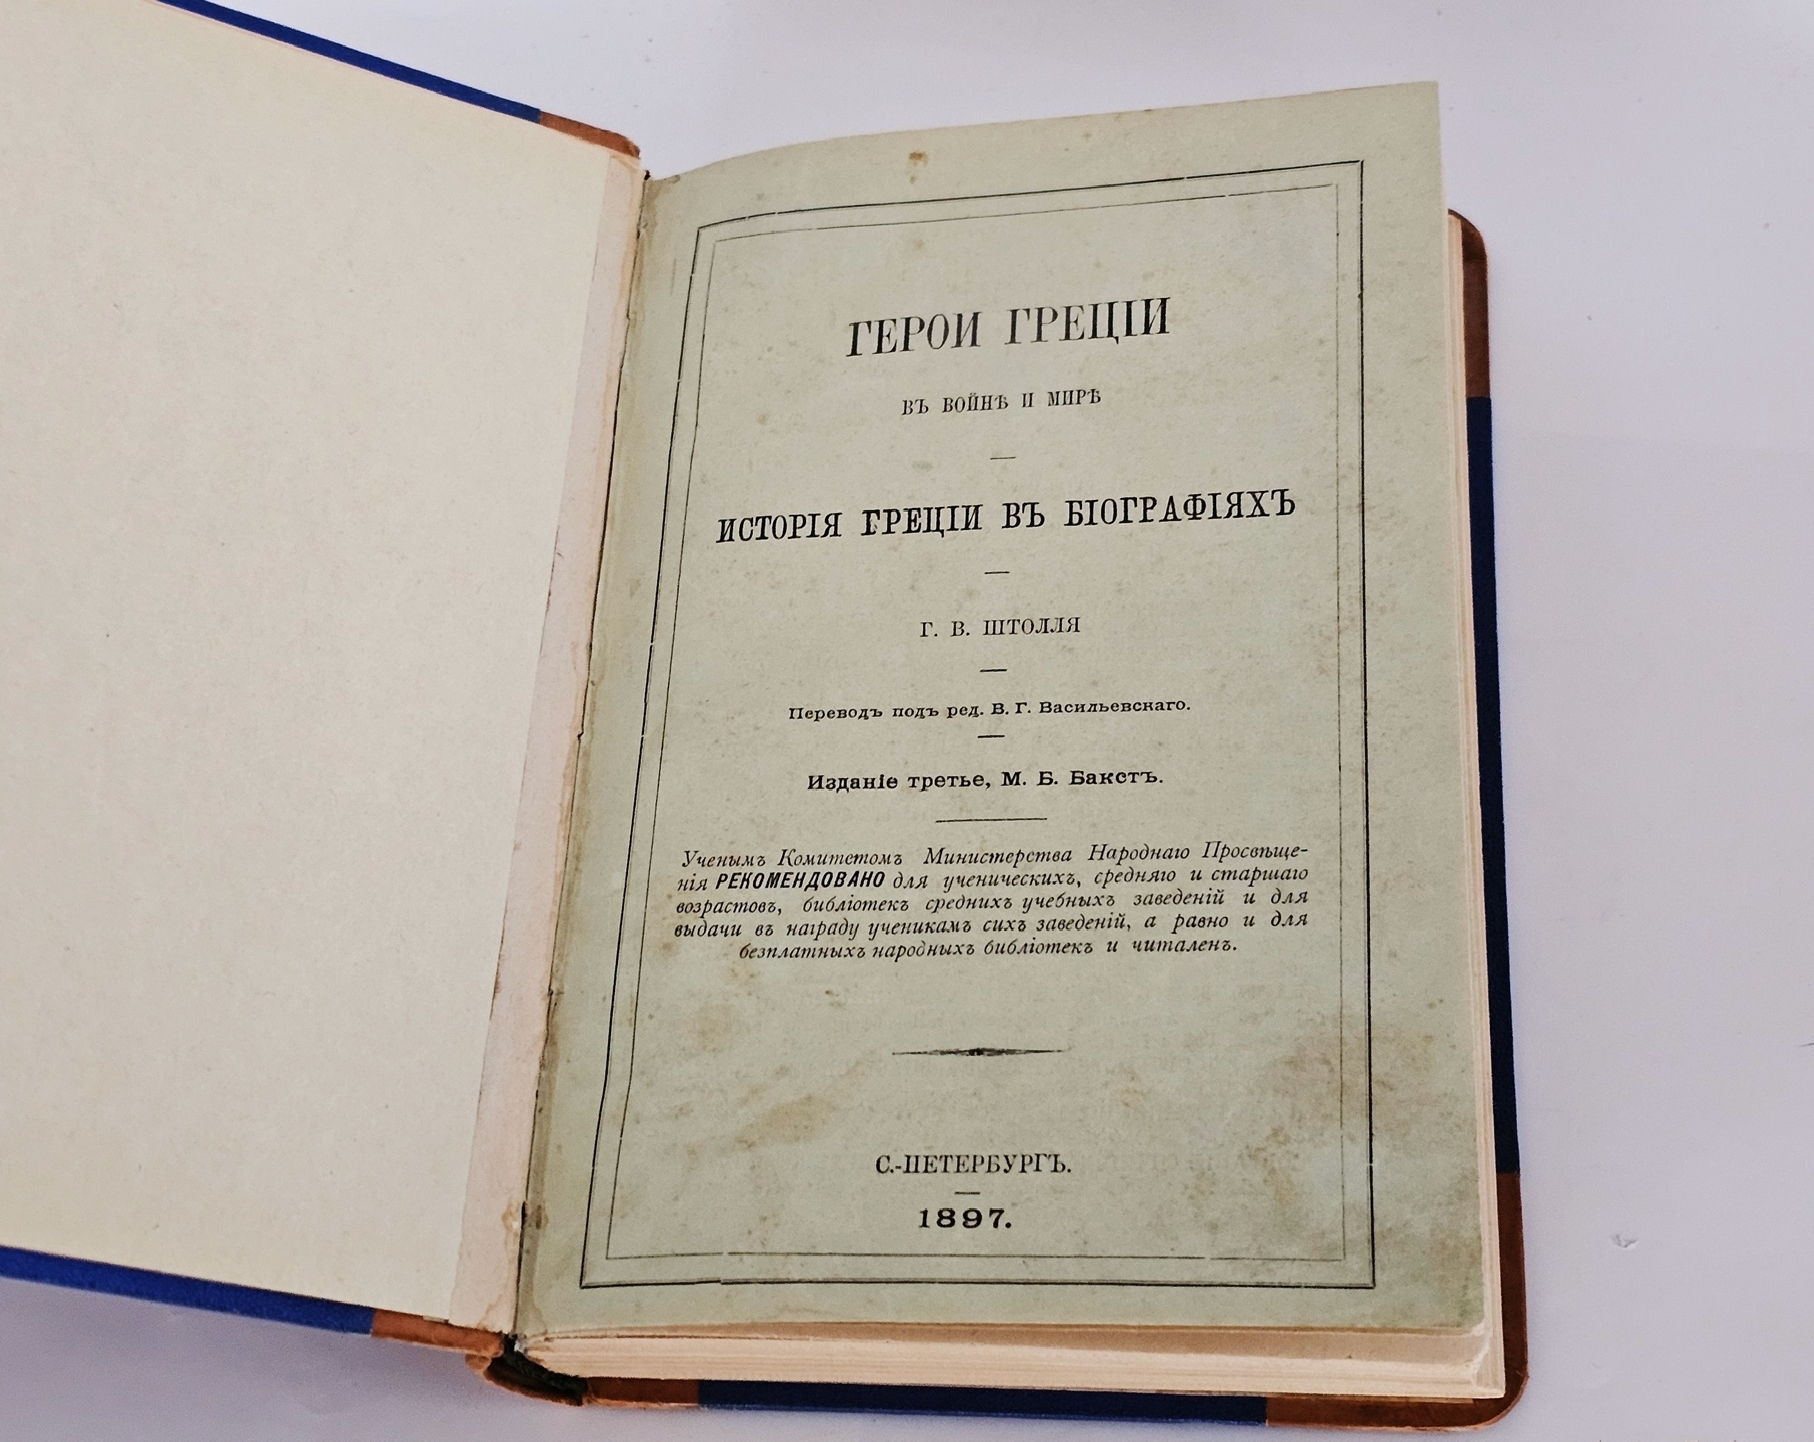 ГЕРОИ ГРЕЦІИ
ВЪ ВОЙНѢ И МИРѢ
ИСТОРІЯ ГРЕЦІИ ВЪ БІОГРАФІЯХЪ
Г. В. ШТОЛЛЯ
Переводъ подъ ред. В. Г. Васильевскаго.
Изданіе третье, М. Б. Бакстъ.
Ученымъ Комитетомъ Министерства Народнаго Просвѣще-
нія РЕКОМЕНДОВАНО для ученическихъ, средняго и старшаго
возрастовъ, библіотекъ среднихъ учебныхъ заведеній и для
выдачи въ награду ученикамъ сихъ заведеній, а равно и для
безплатныхъ народныхъ библіотекъ и читаленъ.
С.-ПЕТЕРБУРГЪ.
1897.